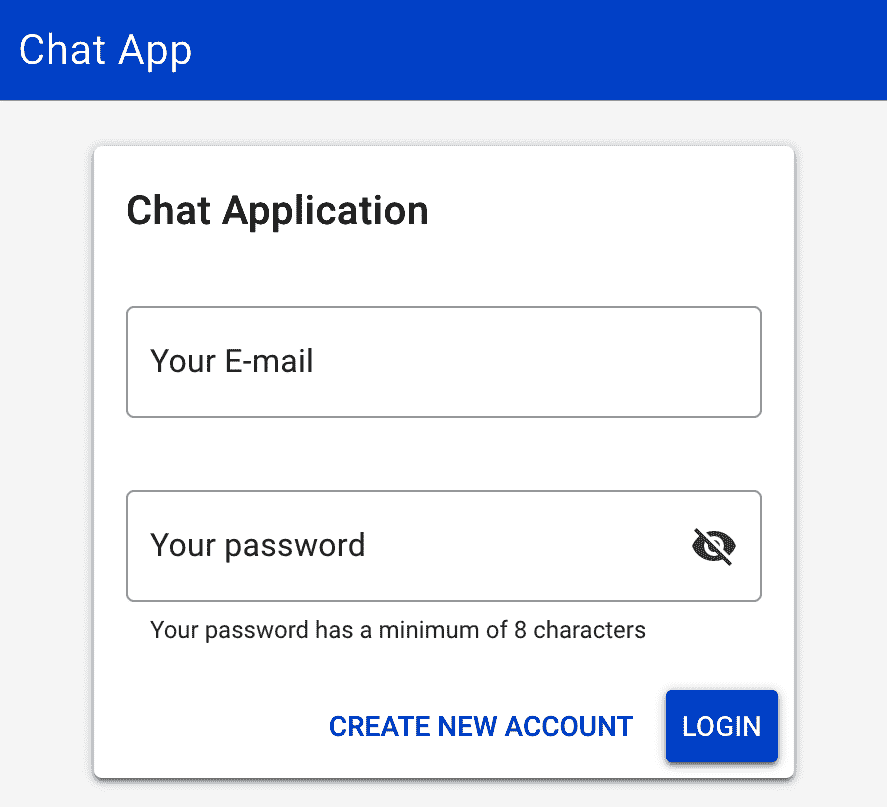 Chat App
Chat Application
Your E-mail
Your password
Your password has a minimum of 8 characters
CREATE NEW ACCOUNT LOGIN